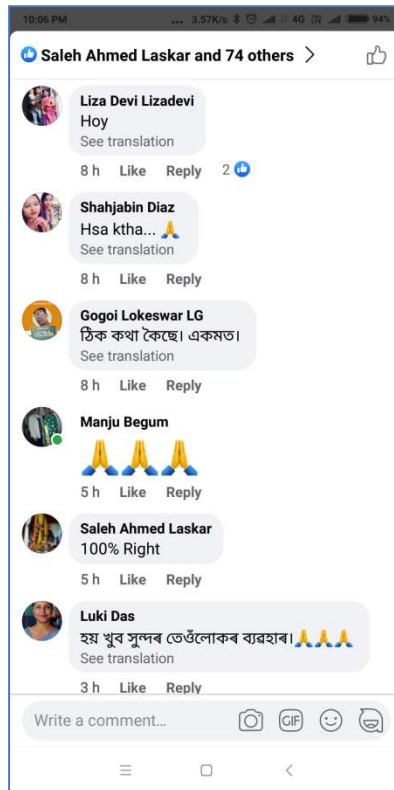 10:06 PM ... 3.57K/s 4G 94%
Saleh Ahmed Laskar and 74 others >
Liza Devi Lizadevi
Hoy
See translation
8 h Like Reply 2
Shahjabin Diaz
Hsa ktha... 🙏
See translation
8 h Like Reply
Gogoi Lokeswar LG
ঠিক কথা কৈছে। একমত।
See translation
8 h Like Reply
Manju Begum
🙏🙏🙏
5 h Like Reply
Saleh Ahmed Laskar
100% Right
5 h Like Reply
Luki Das
হয় খুব সুন্দৰ তেওঁলোকৰ ব্যৱহাৰ।🙏🙏🙏
See translation
3 h Like Reply
Write a comment...
GIF